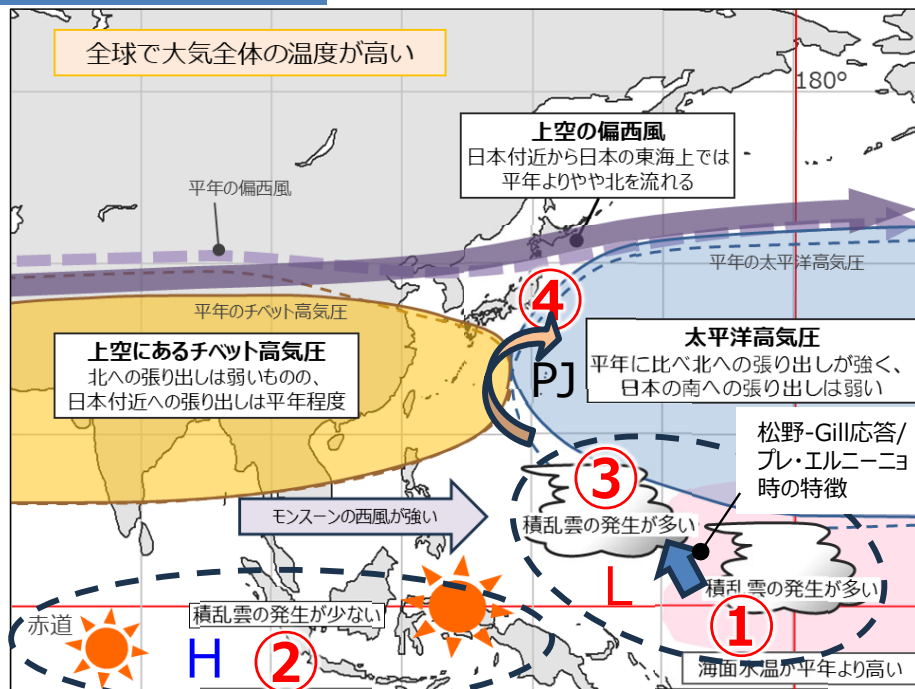 全球で大気全体の温度が高い
180°
上空の偏西風
日本付近から日本の東海上では
平年よりやや北を流れる
平年の偏西風
平年の太平洋高気圧
平年のチベット高気圧
④
上空にあるチベット高気圧
北への張り出しは弱いものの、
日本付近への張り出しは平年程度
PJ
太平洋高気圧
平年に比べ北への張り出しが強く、
日本の南への張り出しは弱い
松野-Gill応答/
プレ・エルニーニョ
時の特徴
③
積乱雲の発生が多い
モンスーンの西風が強い
L
積乱雲の発生が多い
①
積乱雲の発生が少ない
赤道
H
②
海面水温が平年より高い